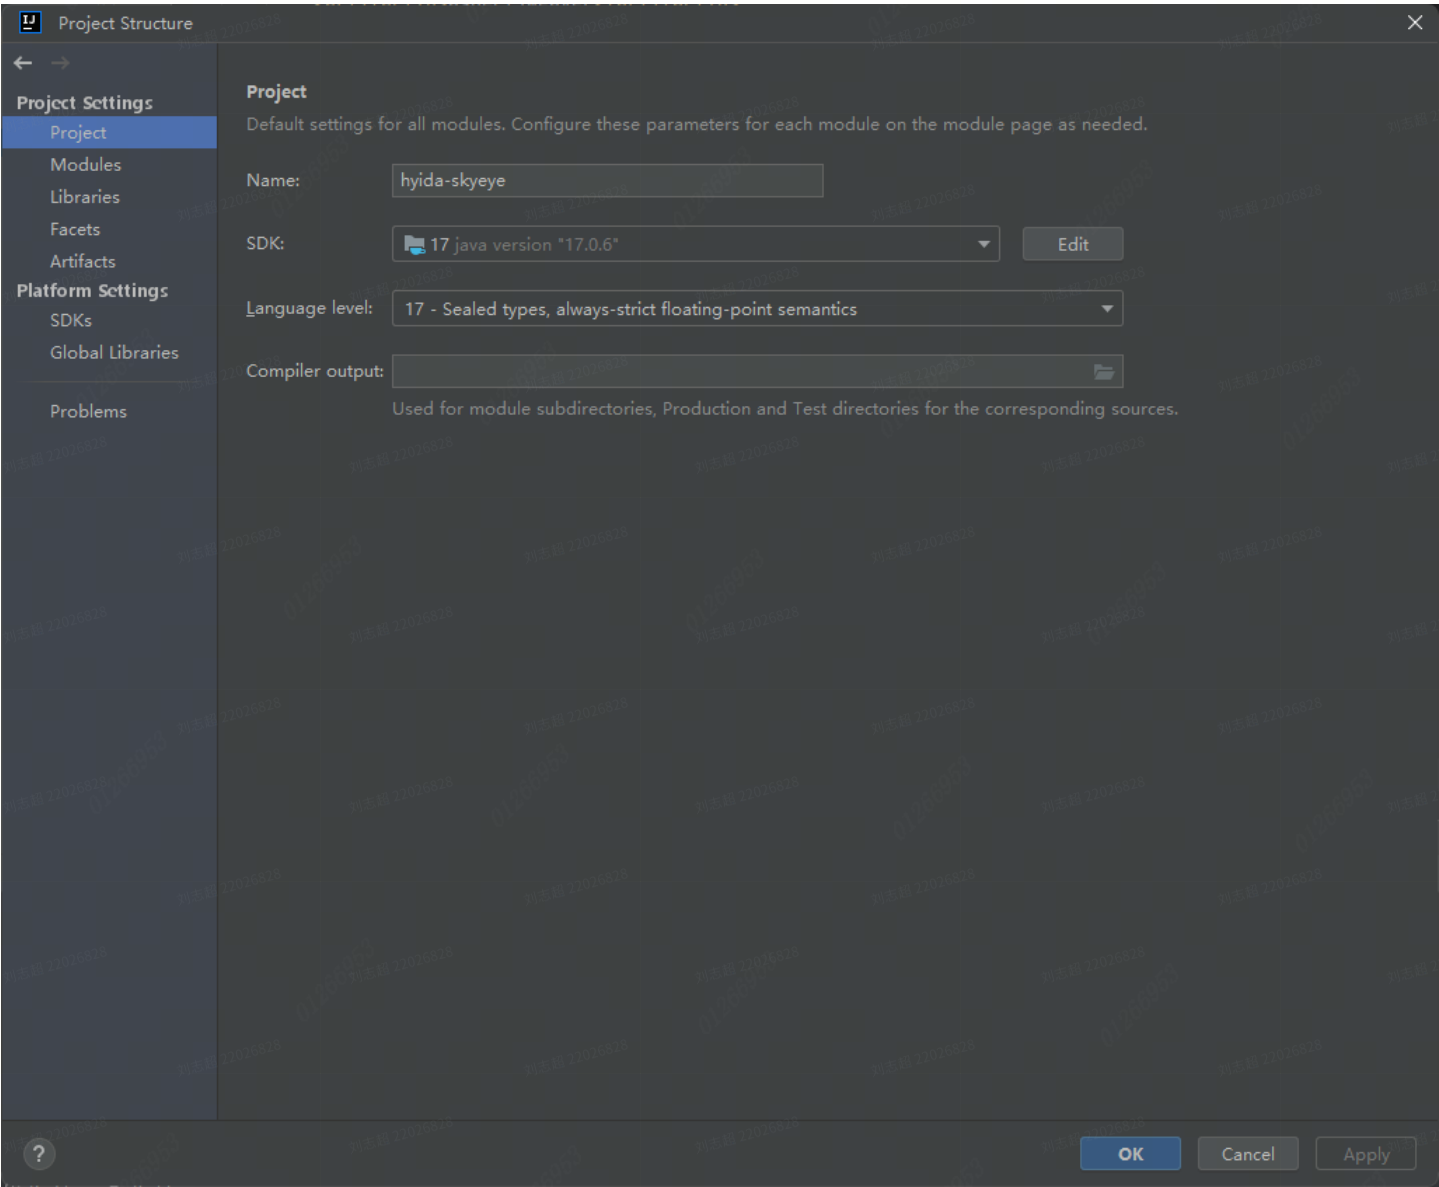 Project Structure
Project Settings
Project
Modules
Libraries
Facets
Artifacts
Platform Settings
SDKs
Global Libraries
Problems
Project
Default settings for all modules. Configure these parameters for each module on the module page as needed.
Name: hyida-skyeye
SDK: 17 java version "17.0.6" Edit
Language level: 17 - Sealed types, always-strict floating-point semantics
Compiler output:
Used for module subdirectories, Production and Test directories for the corresponding sources.
? OK Cancel Apply